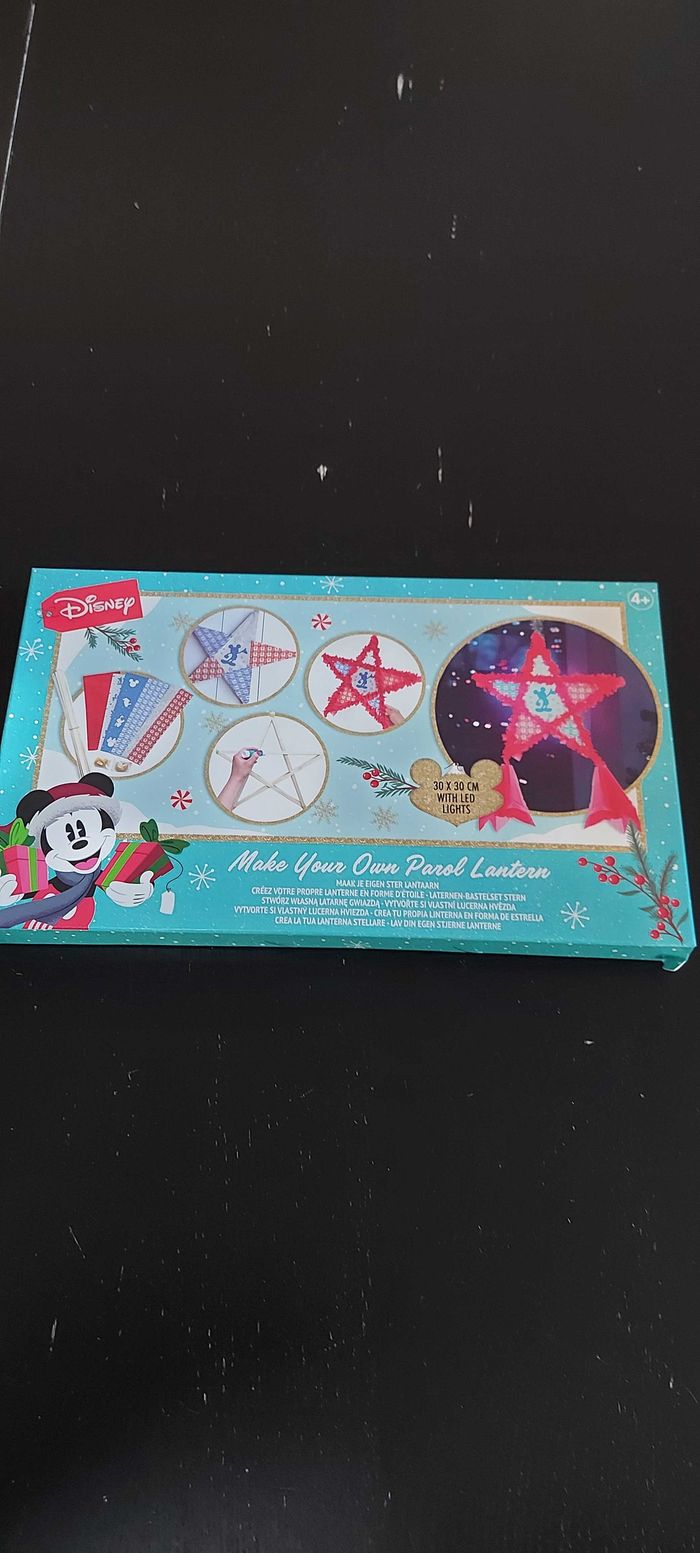 Disney
4+
30 X 30 CM
WITH LED
LIGHTS
Make Your Own Parol Lantern
MAAK JE EIGEN STER LANTAARN
CRÉEZ VOTRE PROPRE LANTERNE EN FORME D'ÉTOILE - LATERNEN-BASTELSET STERN
STWÓRZ WŁASNĄ LATARNĘ GWIAZDĄ - VYTVOŘTE SI VLASTNÍ LUCERNA HVĚZDA
VYTVORTE SI VLASTNÝ LUCERNA HVIEZDA - CREA TU PROPIA LINTERNA EN FORMA DE ESTRELLA
CREA LA TUA LANTERNA STELLARE - LAV DIN EGEN STJERNE LANTERNE